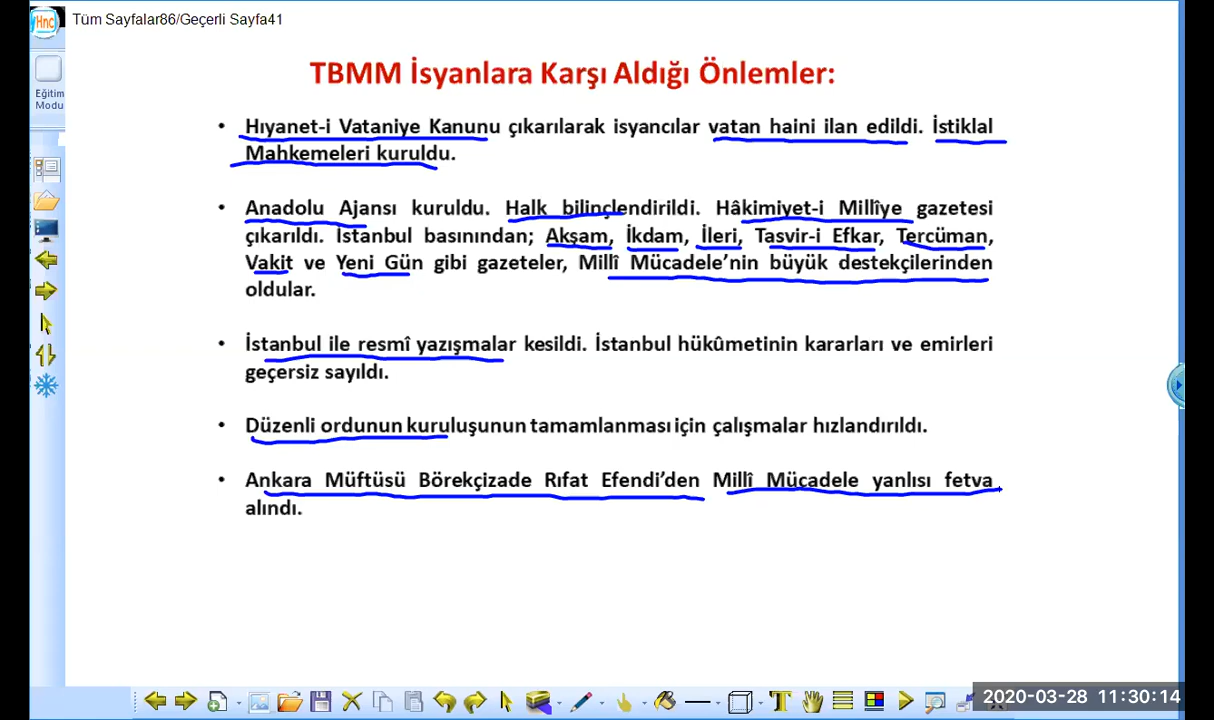 Tüm Sayfalar86/Geçerli Sayfa41
Hnc
Eğitim
Modu
TBMM İsyanlara Karşı Aldığı Önlemler:
• Hıyanet-i Vataniye Kanunu çıkarılarak isyancılar vatan haini ilan edildi. İstiklal
Mahkemeleri kuruldu.
• Anadolu Ajansı kuruldu. Halk bilinçlendirildi. Hâkimiyet-i Millîye gazetesi
çıkarıldı. İstanbul basınından; Akşam, İkdam, İleri, Tasvir-i Efkar, Tercüman,
Vakit ve Yeni Gün gibi gazeteler, Millî Mücadele’nin büyük destekçilerinden
oldular.
• İstanbul ile resmî yazışmalar kesildi. İstanbul hükûmetinin kararları ve emirleri
geçersiz sayıldı.
• Düzenli ordunun kuruluşunun tamamlanması için çalışmalar hızlandırıldı.
• Ankara Müftüsü Börekçizade Rıfat Efendi’den Millî Mücadele yanlısı fetva
alındı.
2020-03-28 11:30:14